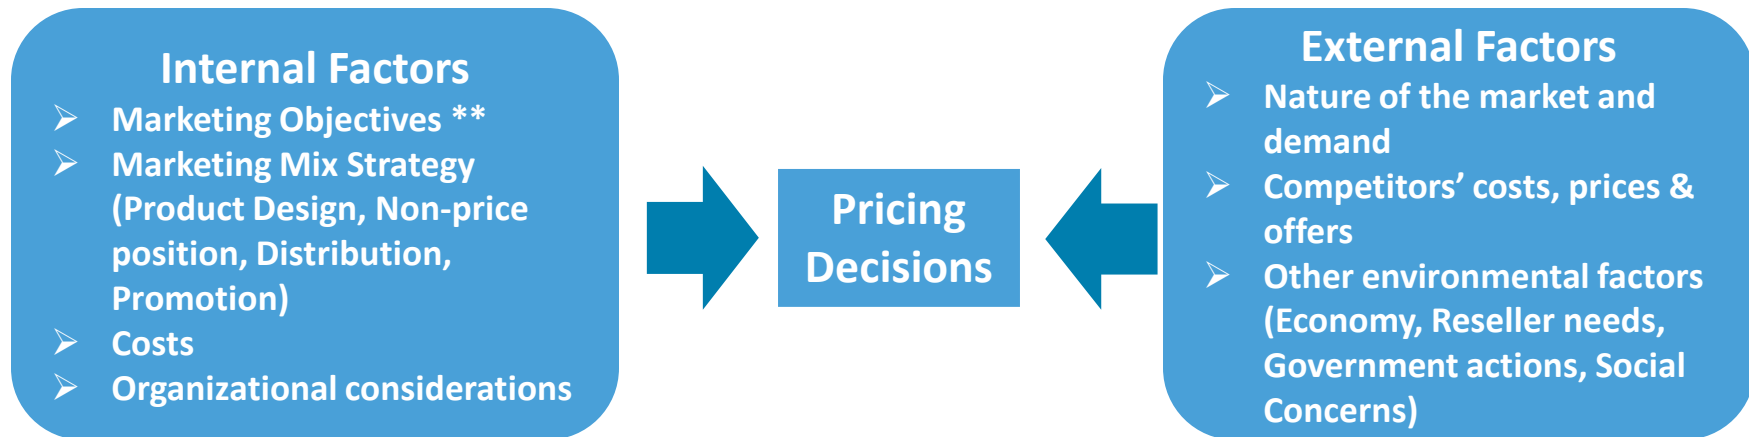 Internal Factors
➢ Marketing Objectives **
➢ Marketing Mix Strategy
(Product Design, Non-price
position, Distribution,
Promotion)
➢ Costs
➢ Organizational considerations
Pricing
Decisions
External Factors
➢ Nature of the market and
demand
➢ Competitors’ costs, prices &
offers
➢ Other environmental factors
(Economy, Reseller needs,
Government actions, Social
Concerns)